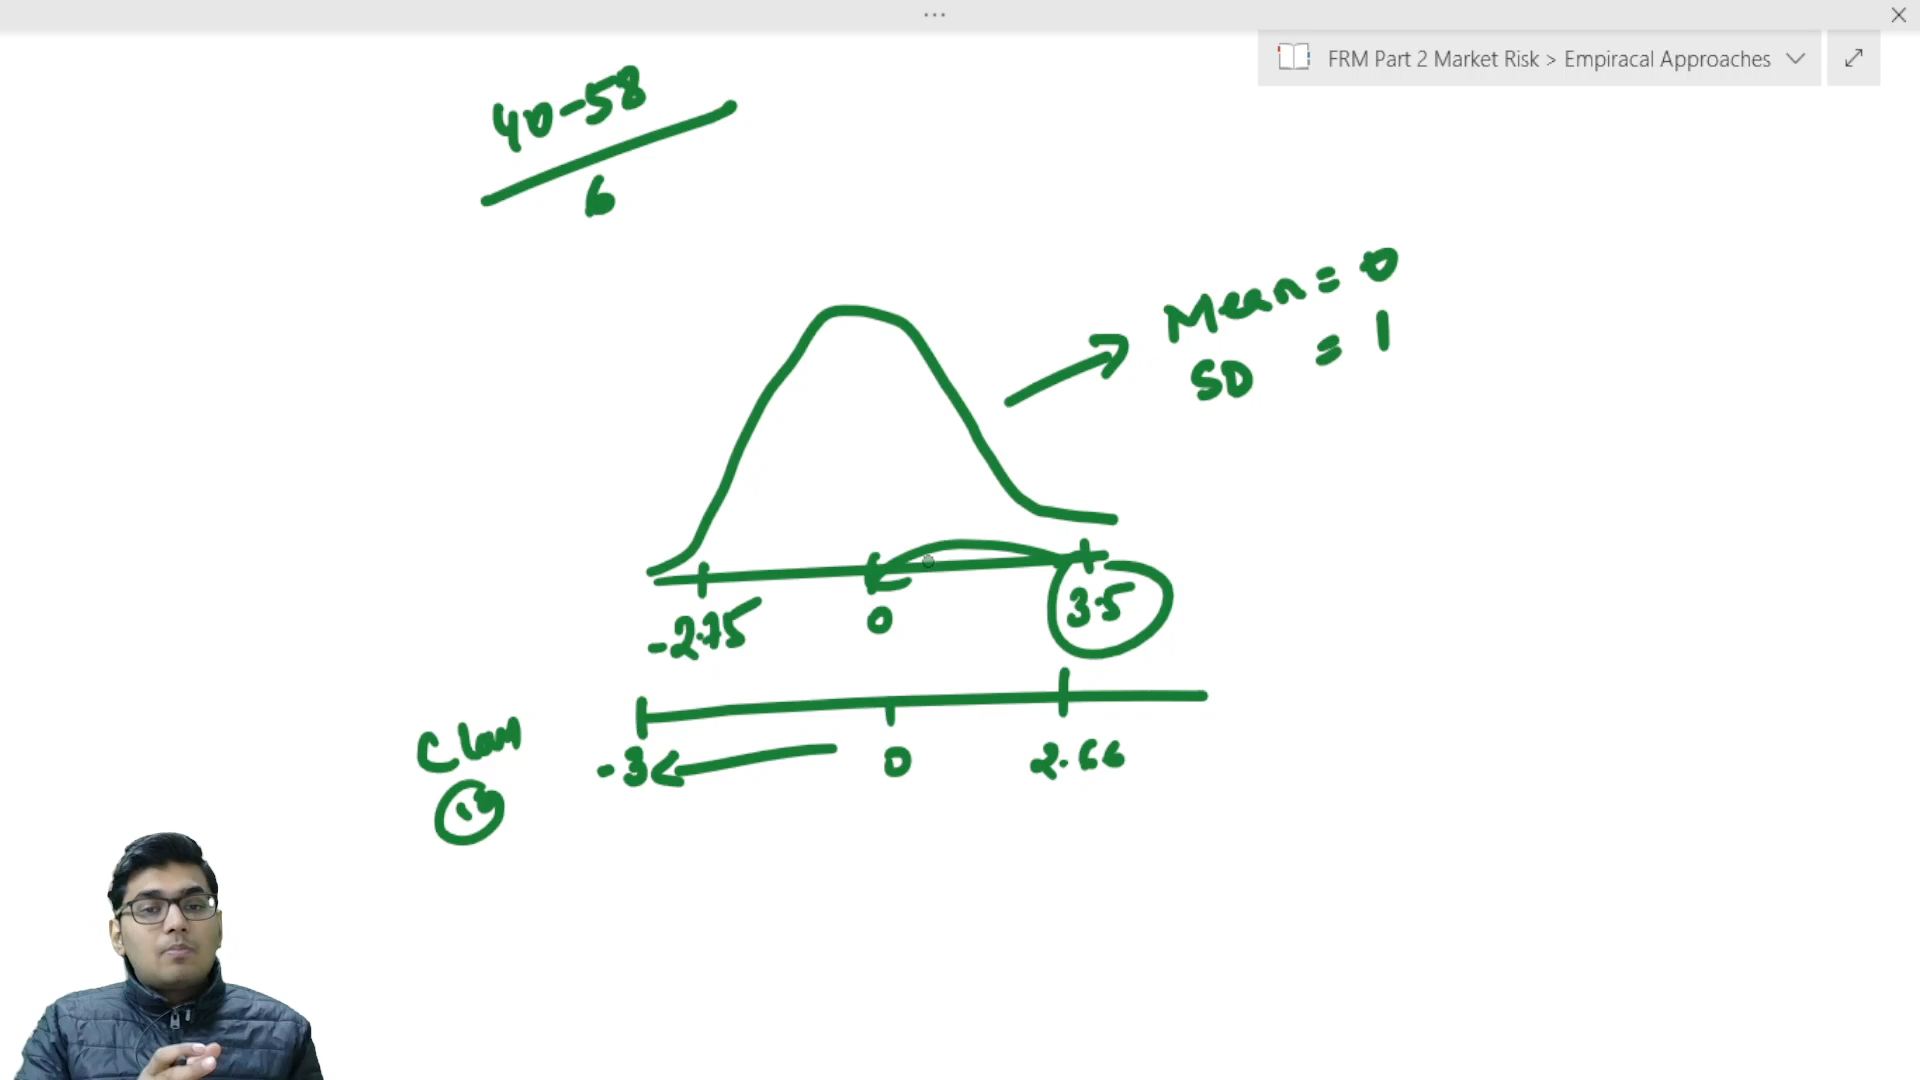 FRM Part 2 Market Risk > Empiracal Approaches
40-58
6
Mean = 0
SD = 1
-2.75 0 3.5
Class
-3 0 2.66